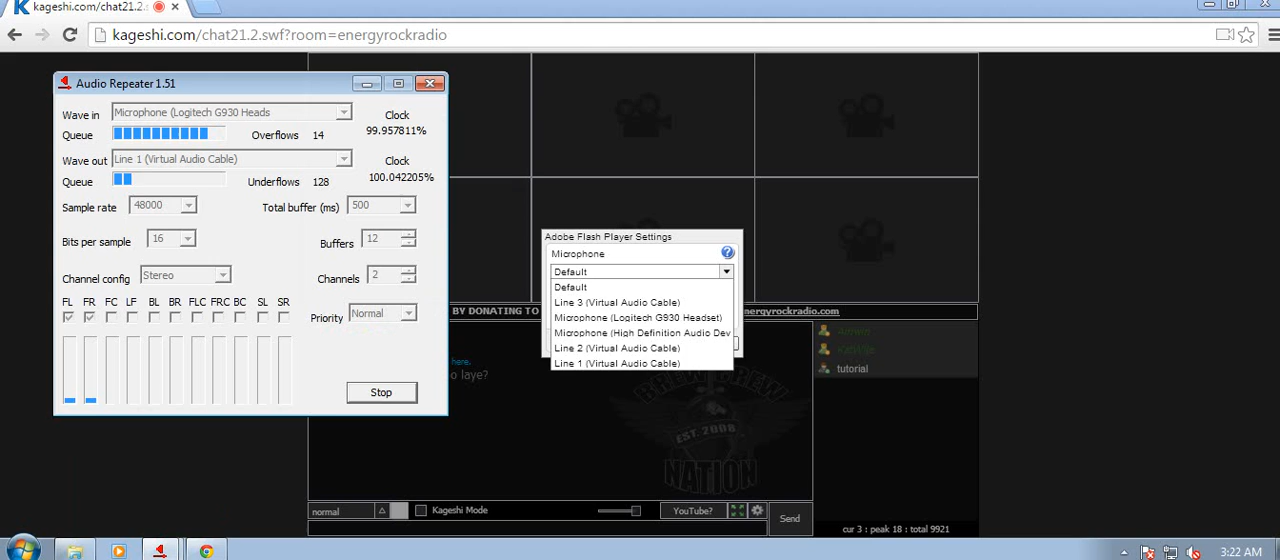 kageshi.com/chat21.2.s
kageshi.com/chat21.2.swf?room=energyrockradio
Audio Repeater 1.51
Wave in
Microphone (Logitech G930 Heads
Clock
99.957811%
Queue
Overflows 14
Wave out
Line 1 (Virtual Audio Cable)
Clock
100.042205%
Queue
Underflows 128
Sample rate
48000
Total buffer (ms)
500
Bits per sample
16
Buffers
12
Channel config
Stereo
Channels
2
FL FR FC LF BL BR FLC FRC BC SL SR
Priority
Normal
Stop
Adobe Flash Player Settings
Microphone
?
Default
Default
Line 3 (Virtual Audio Cable)
Microphone (Logitech G930 Headset)
Microphone (High Definition Audio Dev
Line 2 (Virtual Audio Cable)
Line 1 (Virtual Audio Cable)
BY DONATING TO
energyrockradio.com
here.
o laye?
tutorial
BREW BREW
EST. 2008
NATION
normal
Kageshi Mode
YouTube?
Send
cur 3 : peak 18 : total 9921
3:22 AM